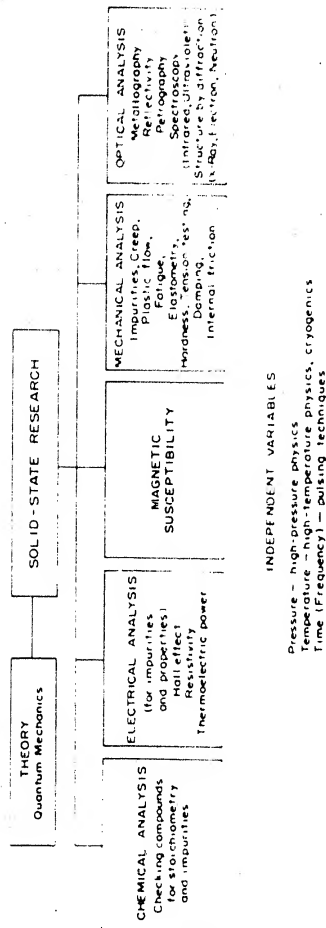 THEORY
Quantum Mechanics
SOLID-STATE RESEARCH
CHEMICAL ANALYSIS
Checking compounds
for stoichiometry
and impurities
ELECTRICAL ANALYSIS
(for impurities
and properties)
Hall effect
Resistivity
Thermoelectric power
MAGNETIC
SUSCEPTIBILITY
MECHANICAL ANALYSIS
Impurities, Creep,
Plastic flow,
Fatigue,
Elastometry,
Hardness, Tension testing,
Damping,
Internal friction
OPTICAL ANALYSIS
Metallography
Reflectivity
Petrography
Spectroscopy
(Infrared, Ultraviolet)
Structure by diffraction
(X-Ray, Electron, Neutron)
INDEPENDENT VARIABLES
Pressure — high-pressure physics
Temperature — high-temperature physics, cryogenics
Time (Frequency) — pulsing techniques